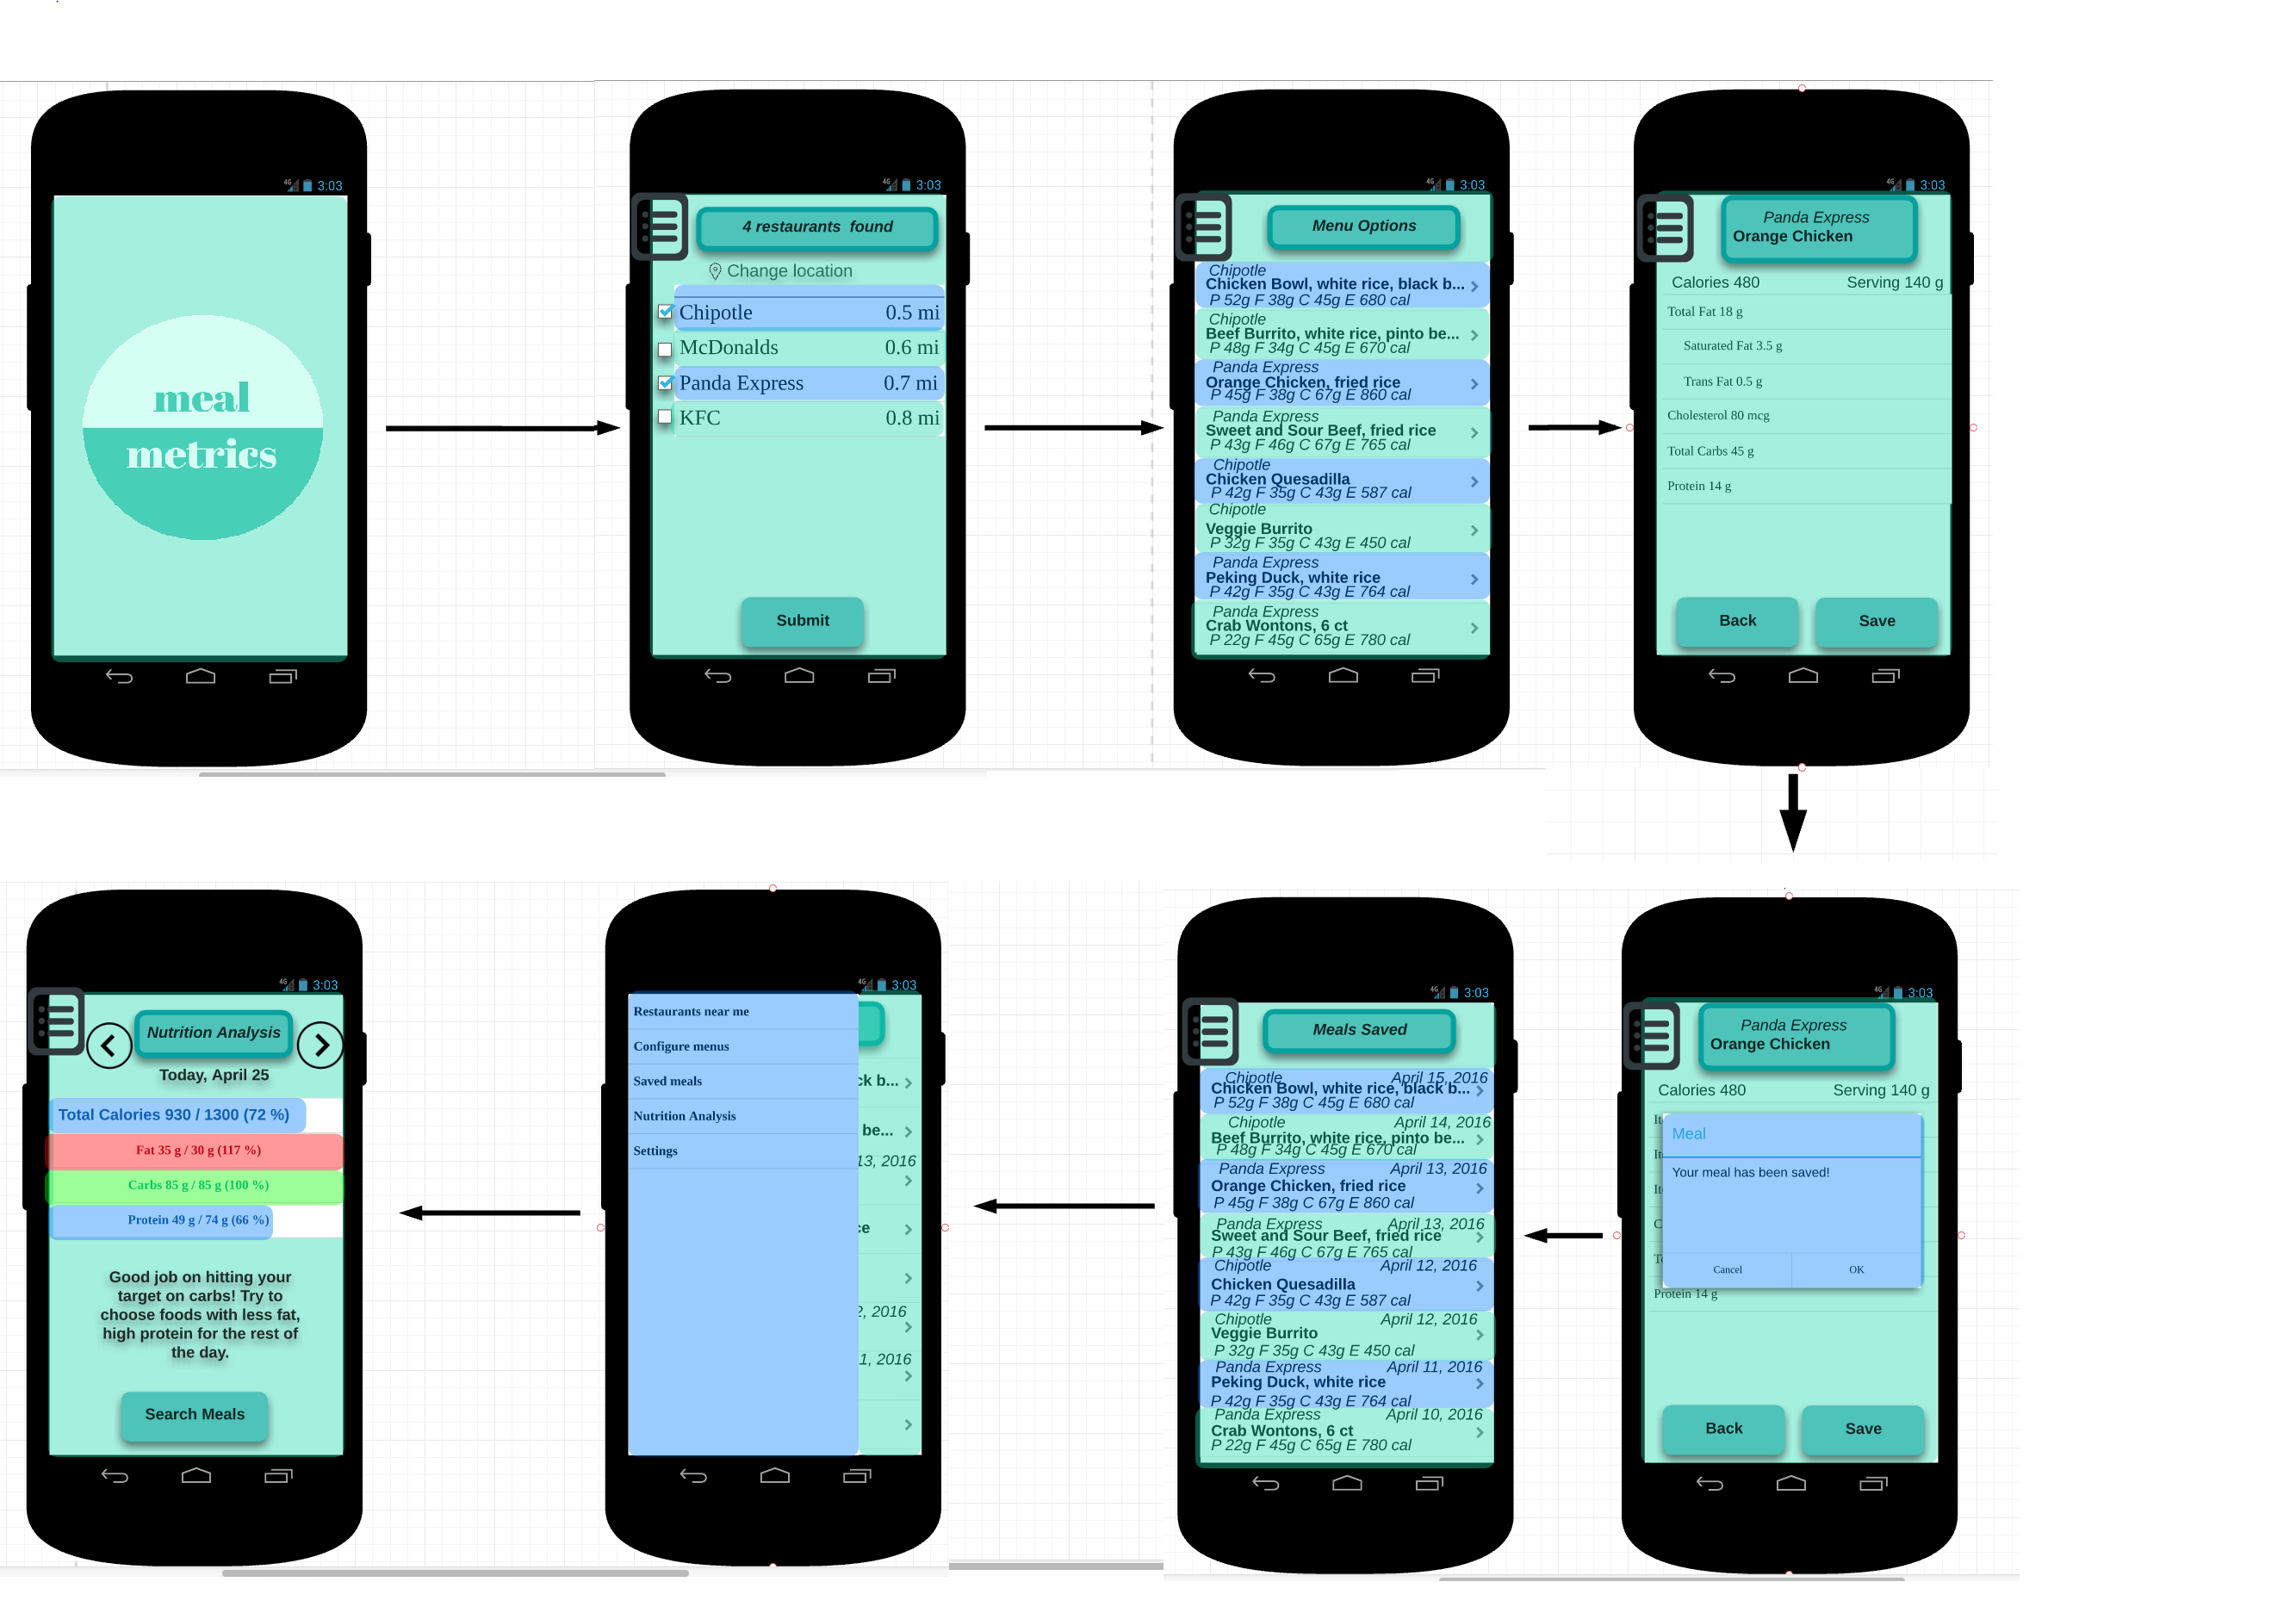 meal
metrics
4G 3:03
4 restaurants found
Change location
Chipotle 0.5 mi
McDonalds 0.6 mi
Panda Express 0.7 mi
KFC 0.8 mi
Submit
4G 3:03
Menu Options
Chipotle
Chicken Bowl, white rice, black b...
P 52g F 38g C 45g E 680 cal
Chipotle
Beef Burrito, white rice, pinto be...
P 48g F 34g C 45g E 670 cal
Panda Express
Orange Chicken, fried rice
P 45g F 38g C 67g E 860 cal
Panda Express
Sweet and Sour Beef, fried rice
P 43g F 46g C 67g E 765 cal
Chipotle
Chicken Quesadilla
P 42g F 35g C 43g E 587 cal
Chipotle
Veggie Burrito
P 32g F 35g C 43g E 450 cal
Panda Express
Peking Duck, white rice
P 42g F 35g C 43g E 764 cal
Panda Express
Crab Wontons, 6 ct
P 22g F 45g C 65g E 780 cal
4G 3:03
Panda Express
Orange Chicken
Calories 480 Serving 140 g
Total Fat 18 g
Saturated Fat 3.5 g
Trans Fat 0.5 g
Cholesterol 80 mcg
Total Carbs 45 g
Protein 14 g
Back Save
4G 3:03
4G 3:03
Nutrition Analysis
Today, April 25
Total Calories 930 / 1300 (72 %)
Fat 35 g / 30 g (117 %)
Carbs 85 g / 85 g (100 %)
Protein 49 g / 74 g (66 %)
Good job on hitting your
target on carbs! Try to
choose foods with less fat,
high protein for the rest of
the day.
Search Meals
4G 3:03
Restaurants near me
Configure menus
Saved meals
Nutrition Analysis
Settings
ck b...
be...
13, 2016
ce
2, 2016
1, 2016
4G 3:03
Meals Saved
Chipotle April 15, 2016
Chicken Bowl, white rice, black b...
P 52g F 38g C 45g E 680 cal
Chipotle April 14, 2016
Beef Burrito, white rice, pinto be...
P 48g F 34g C 45g E 670 cal
Panda Express April 13, 2016
Orange Chicken, fried rice
P 45g F 38g C 67g E 860 cal
Panda Express April 13, 2016
Sweet and Sour Beef, fried rice
P 43g F 46g C 67g E 765 cal
Chipotle April 12, 2016
Chicken Quesadilla
P 42g F 35g C 43g E 587 cal
Chipotle April 12, 2016
Veggie Burrito
P 32g F 35g C 43g E 450 cal
Panda Express April 11, 2016
Peking Duck, white rice
P 42g F 35g C 43g E 764 cal
Panda Express April 10, 2016
Crab Wontons, 6 ct
P 22g F 45g C 65g E 780 cal
4G 3:03
Panda Express
Orange Chicken
Calories 480 Serving 140 g
Meal
Your meal has been saved!
Cancel OK
Protein 14 g
Back Save